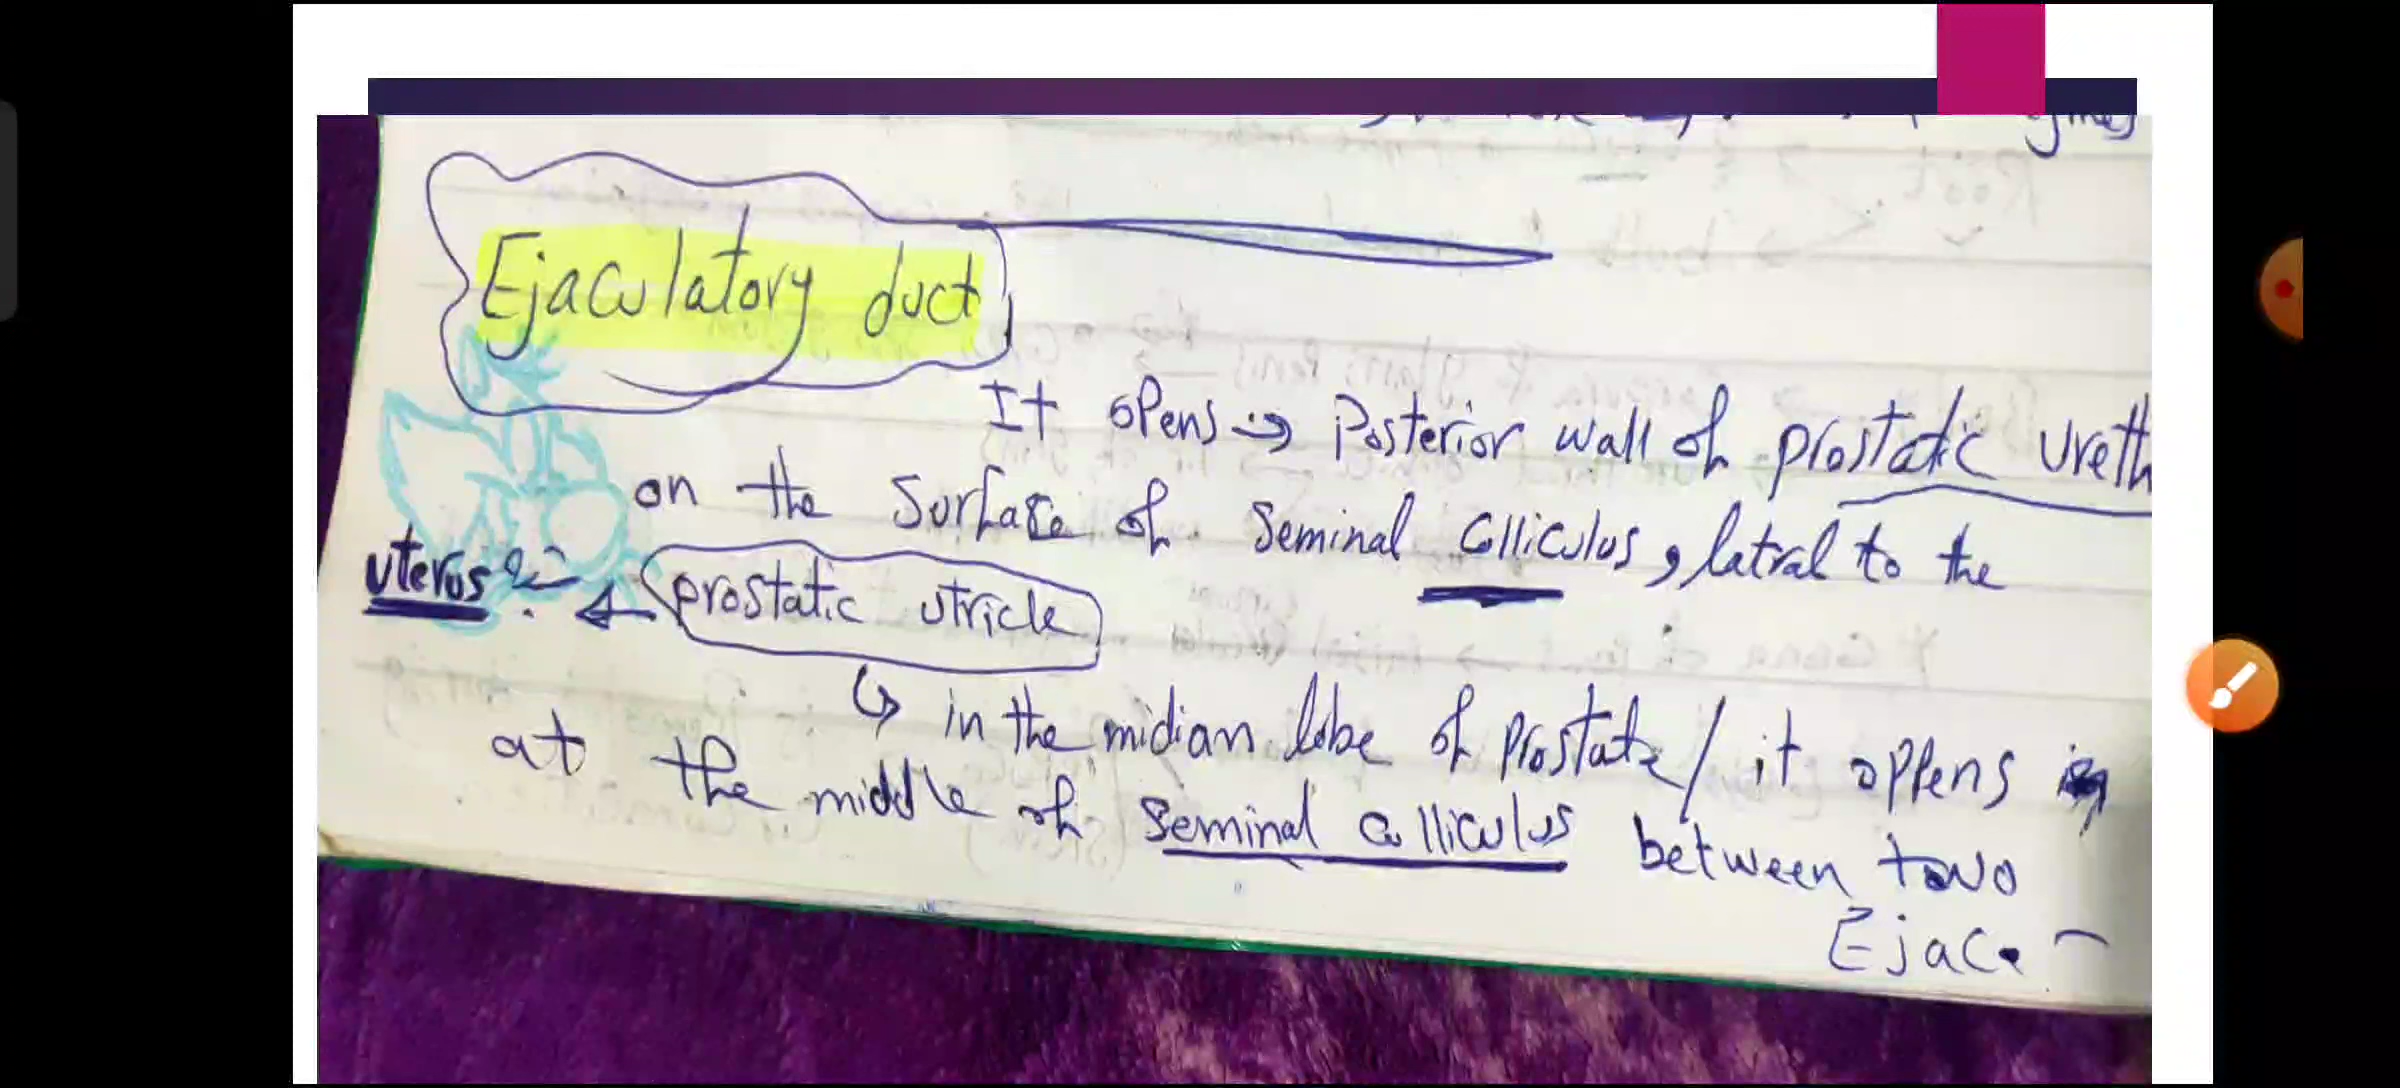 Ejaculatory duct
It opens → Posterior wall of prostatic ureth
on the surface of seminal colliculus, latral to the
uterus ← prostatic utricle
↳ in the midian lobe of prostate / it oppens
at the middle of seminal colliculus between two
Ejac.